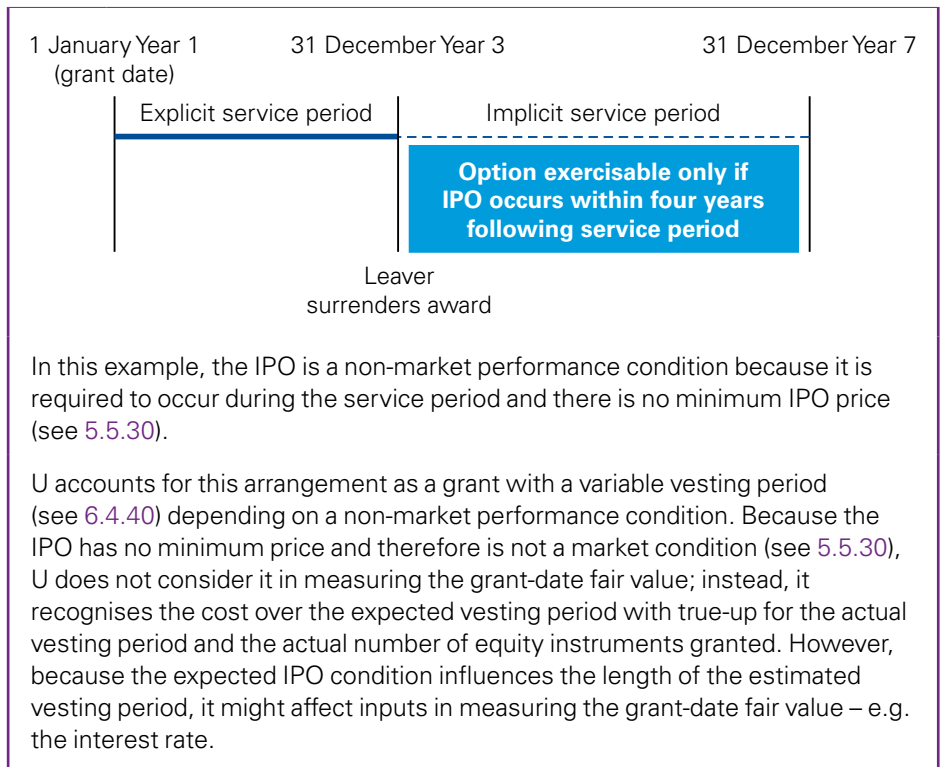 1 January Year 1 31 December Year 3 31 December Year 7
(grant date)
Explicit service period Implicit service period
Option exercisable only if
IPO occurs within four years
following service period
Leaver
surrenders award
In this example, the IPO is a non-market performance condition because it is
required to occur during the service period and there is no minimum IPO price
(see 5.5.30).
U accounts for this arrangement as a grant with a variable vesting period
(see 6.4.40) depending on a non-market performance condition. Because the
IPO has no minimum price and therefore is not a market condition (see 5.5.30),
U does not consider it in measuring the grant-date fair value; instead, it
recognises the cost over the expected vesting period with true-up for the actual
vesting period and the actual number of equity instruments granted. However,
because the expected IPO condition influences the length of the estimated
vesting period, it might affect inputs in measuring the grant-date fair value – e.g.
the interest rate.